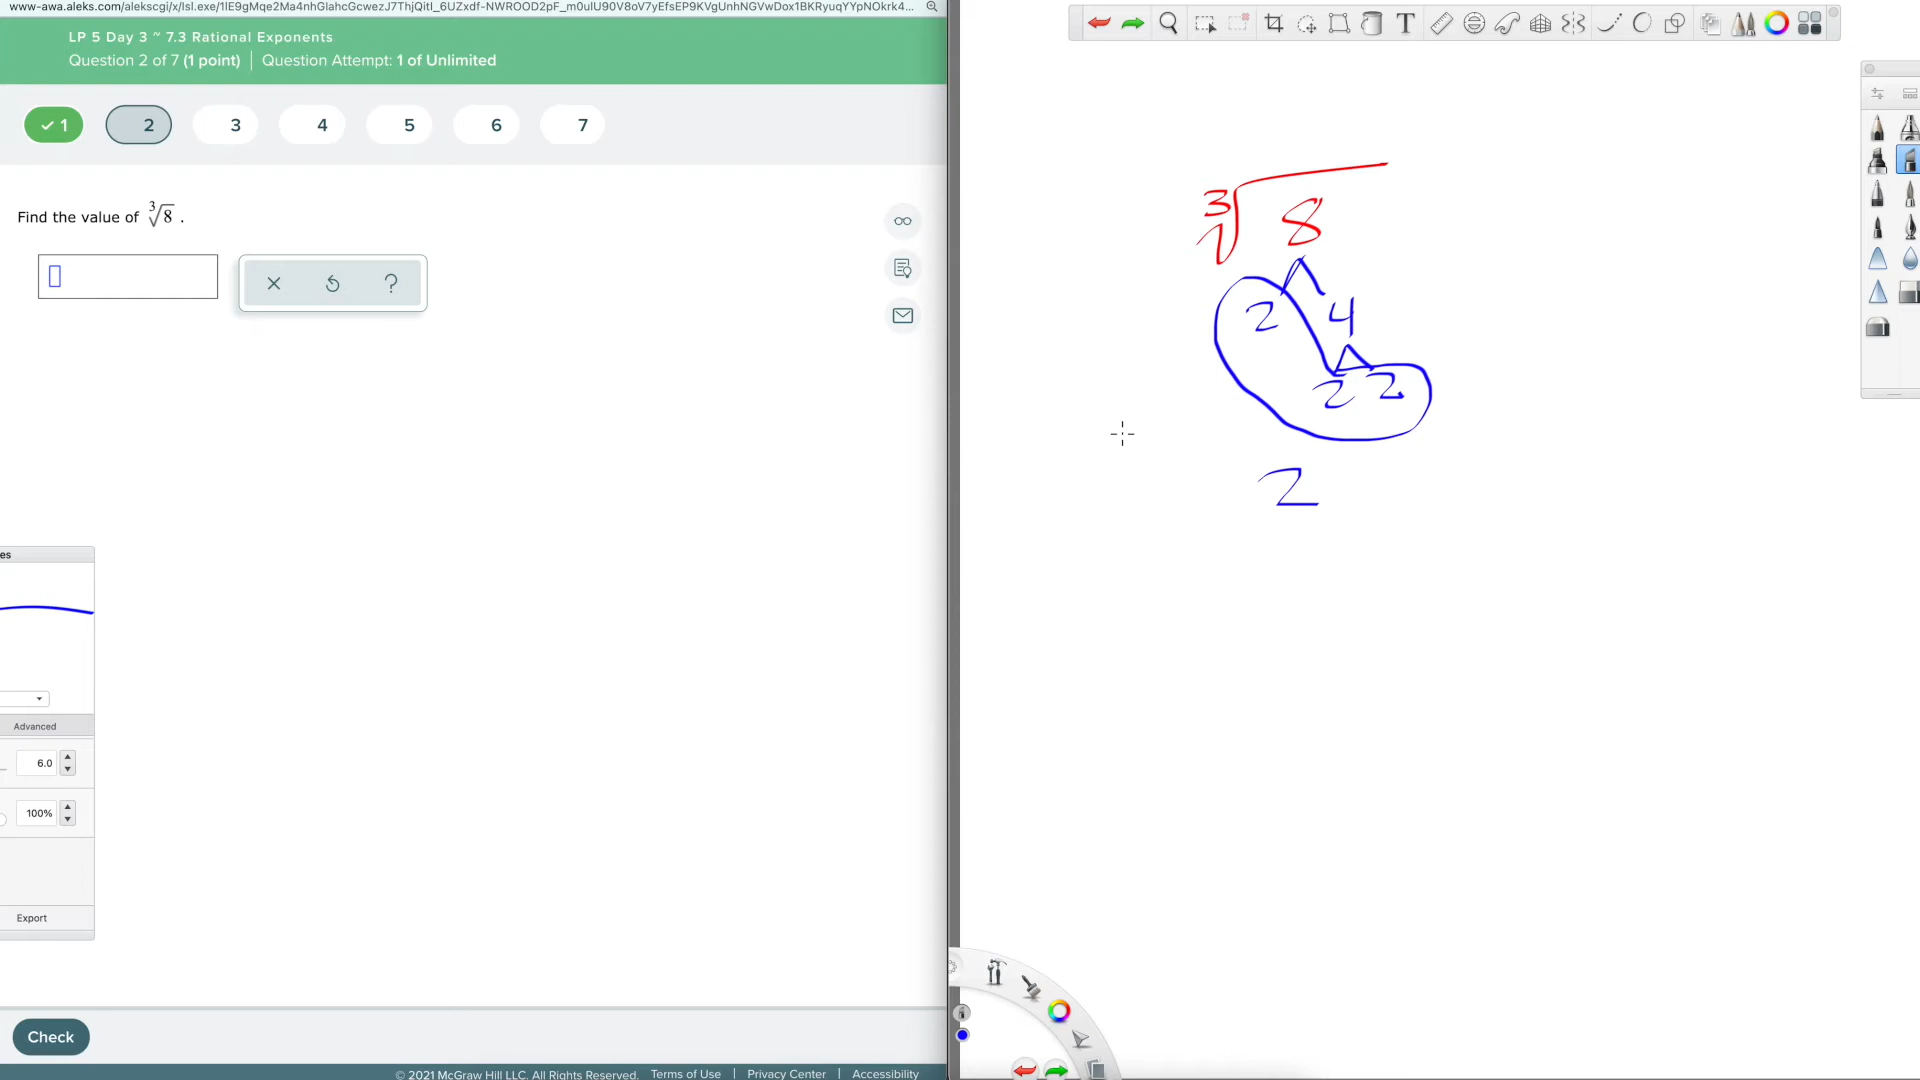 www-awa.aleks.com/alekscgi/x/lsl.exe/1lE9gMqe2Ma4nhGlahcGcwezJ7ThjQitI_6UZxdf-NWROOD2pF_m0uIU90V8oV7yEfsEP9KVgUnhNGVwDox1BKRyuqYYpNOkrk4...
LP 5 Day 3 ~ 7.3 Rational Exponents
Question 2 of 7 (1 point) | Question Attempt: 1 of Unlimited
✓ 1 2 3 4 5 6 7
Find the value of ∛8 .
× ↺ ?
es
Advanced
6.0
100%
Export
Check
© 2021 McGraw Hill LLC. All Rights Reserved. Terms of Use | Privacy Center | Accessibility
T
∛8
2 4
2 2
2